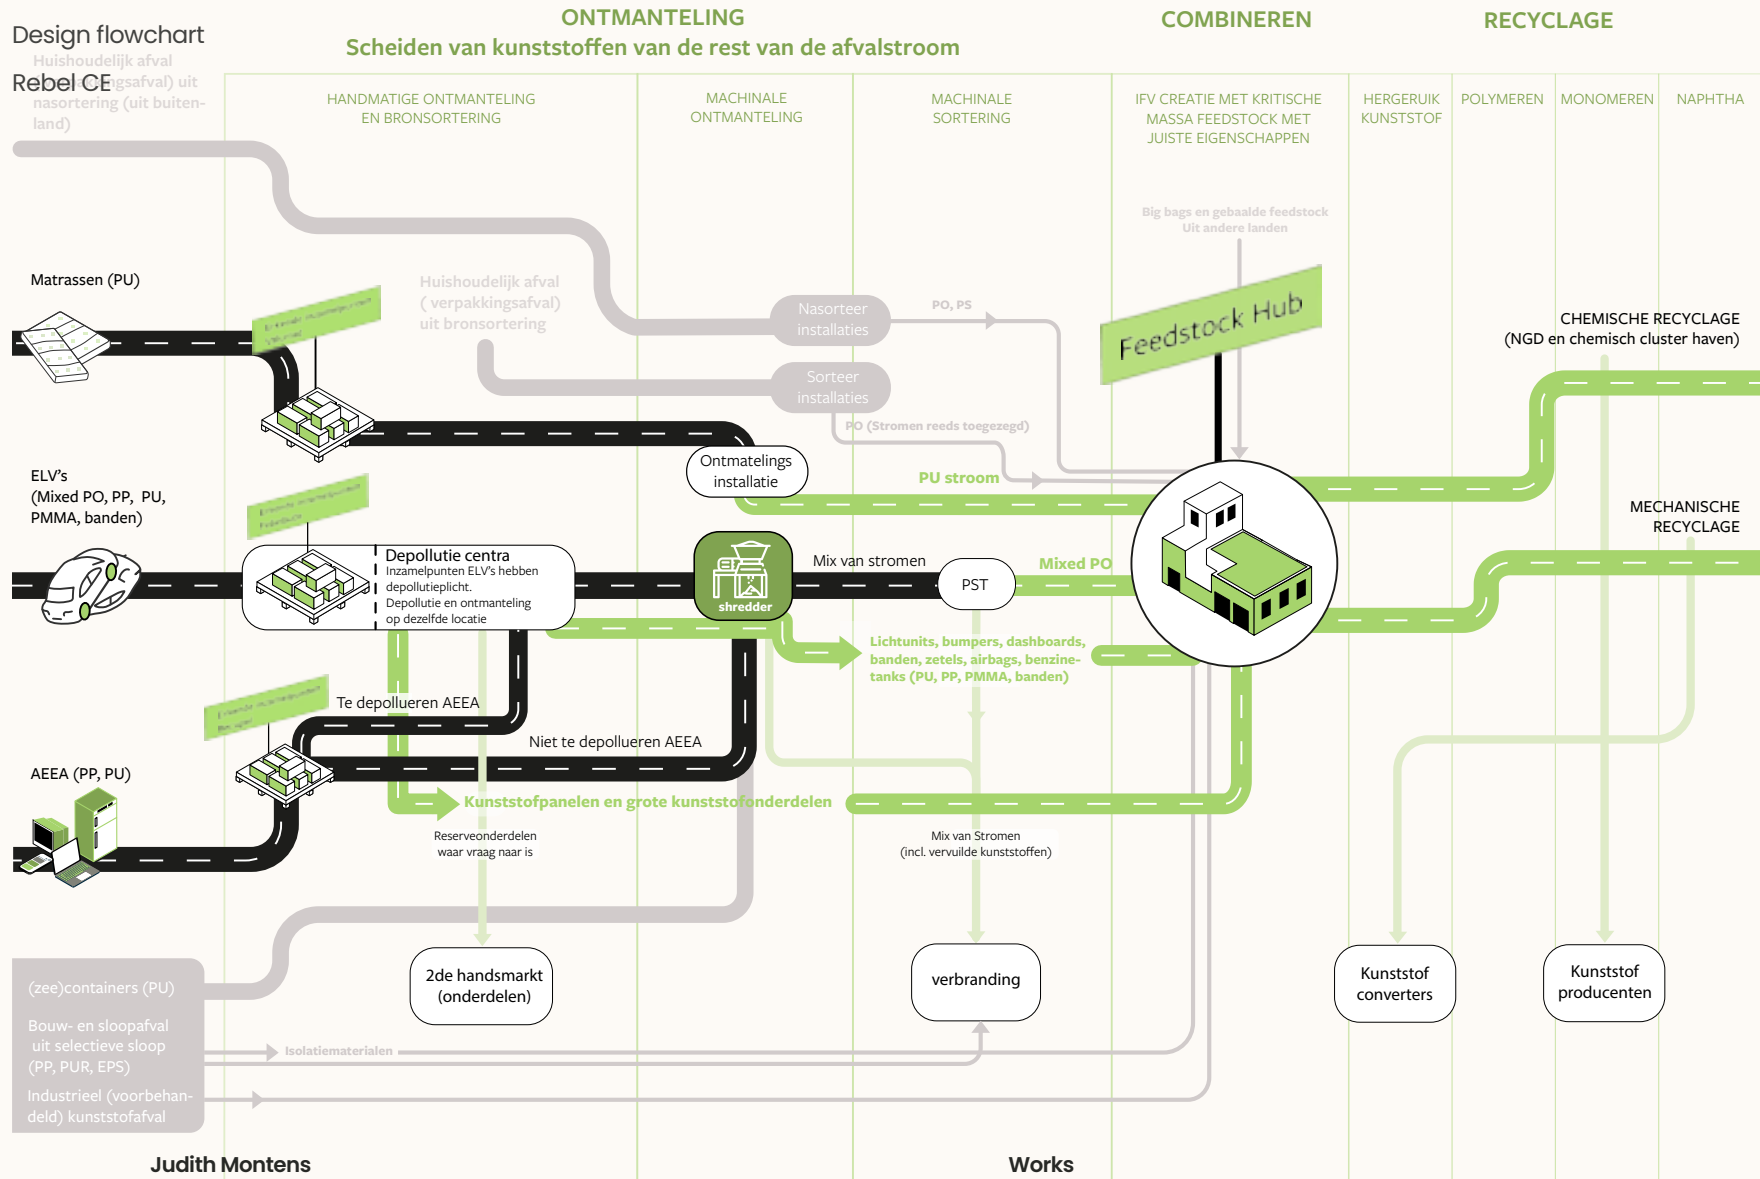 Design flowchart
Rebel CE
ONTMANTELING
Scheiden van kunststoffen van de rest van de afvalstroom
COMBINEREN
RECYCLAGE
Huishoudelijk afval
(verpakkingsafval) uit
nasortering (uit buiten-
land)
HANDMATIGE ONTMANTELING
EN BRONSORTERING
MACHINALE
ONTMANTELING
MACHINALE
SORTERING
IFV CREATIE MET KRITISCHE
MASSA FEEDSTOCK MET
JUISTE EIGENSCHAPPEN
HERGERUIK
KUNSTSTOF
POLYMEREN
MONOMEREN
NAPHTHA
Big bags en gebaalde feedstock
Uit andere landen
Matrassen (PU)
Huishoudelijk afval
( verpakkingsafval)
uit bronsortering
Nasorteer
installaties
PO, PS
Feedstock Hub
CHEMISCHE RECYCLAGE
(NGD en chemisch cluster haven)
Sorteer
installaties
PO (Stromen reeds toegezegd)
Ontmatelings
installatie
PU stroom
ELV's
(Mixed PO, PP, PU,
PMMA, banden)
MECHANISCHE
RECYCLAGE
Depollutie centra
Inzamelpunten ELV's hebben
depollutieplicht.
Depollutie en ontmanteling
op dezelfde locatie
shredder
Mix van stromen
PST
Mixed PO
Lichtunits, bumpers, dashboards,
banden, zetels, airbags, benzine-
tanks (PU, PP, PMMA, banden)
Te depollueren AEEA
Niet te depollueren AEEA
AEEA (PP, PU)
Kunststofpanelen en grote kunststofonderdelen
Reserveonderdelen
waar vraag naar is
Mix van Stromen
(incl. vervuilde kunststoffen)
2de handsmarkt
(onderdelen)
verbranding
Kunststof
converters
Kunststof
producenten
(zee)containers (PU)
Bouw- en sloopafval
uit selectieve sloop
(PP, PUR, EPS)
Isolatiematerialen
Industrieel (voorbehan-
deld) kunststofafval
Judith Montens
Works